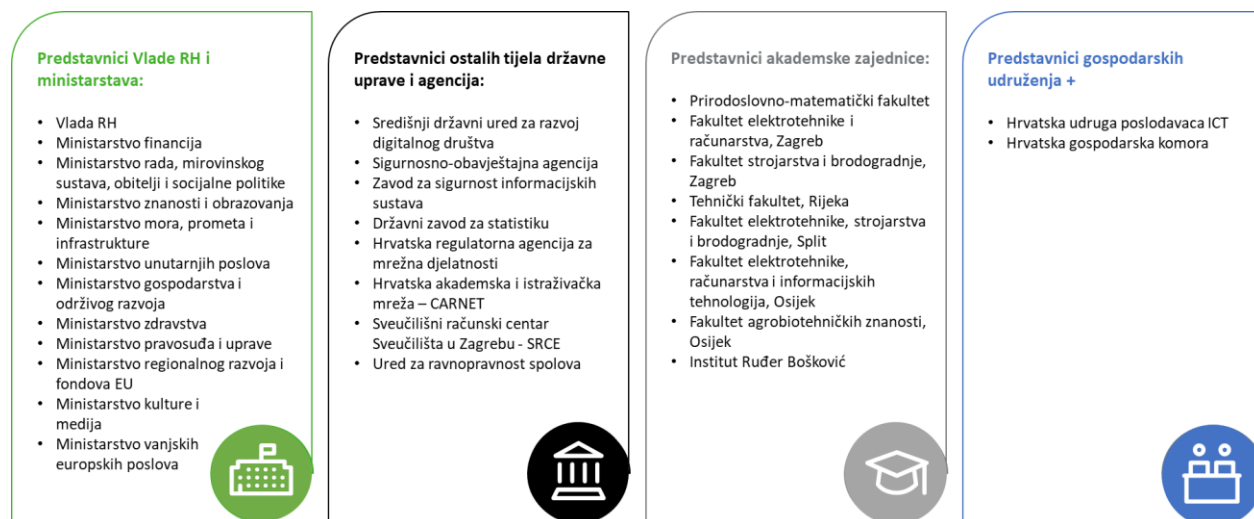 Predstavnici Vlade RH i
ministarstava:
• Vlada RH
• Ministarstvo financija
• Ministarstvo rada, mirovinskog
sustava, obitelji i socijalne politike
• Ministarstvo znanosti i obrazovanja
• Ministarstvo mora, prometa i
infrastrukture
• Ministarstvo unutarnjih poslova
• Ministarstvo gospodarstva i
održivog razvoja
• Ministarstvo zdravstva
• Ministarstvo pravosuđa i uprave
• Ministarstvo regionalnog razvoja i
fondova EU
• Ministarstvo kulture i
medija
• Ministarstvo vanjskih
europskih poslova
Predstavnici ostalih tijela državne
uprave i agencija:
• Središnji državni ured za razvoj
digitalnog društva
• Sigurnosno-obavještajna agencija
• Zavod za sigurnost informacijskih
sustava
• Državni zavod za statistiku
• Hrvatska regulatorna agencija za
mrežna djelatnosti
• Hrvatska akademska i istraživačka
mreža – CARNET
• Sveučilišni računski centar
Sveučilišta u Zagrebu - SRCE
• Ured za ravnopravnost spolova
Predstavnici akademske zajednice:
• Prirodoslovno-matematički fakultet
• Fakultet elektrotehnike i
računarstva, Zagreb
• Fakultet strojarstva i brodogradnje,
Zagreb
• Tehnički fakultet, Rijeka
• Fakultet elektrotehnike, strojarstva
i brodogradnje, Split
• Fakultet elektrotehnike,
računarstva i informacijskih
tehnologija, Osijek
• Fakultet agrobiotehničkih znanosti,
Osijek
• Institut Ruđer Bošković
Predstavnici gospodarskih
udruženja +
• Hrvatska udruga poslodavaca ICT
• Hrvatska gospodarska komora